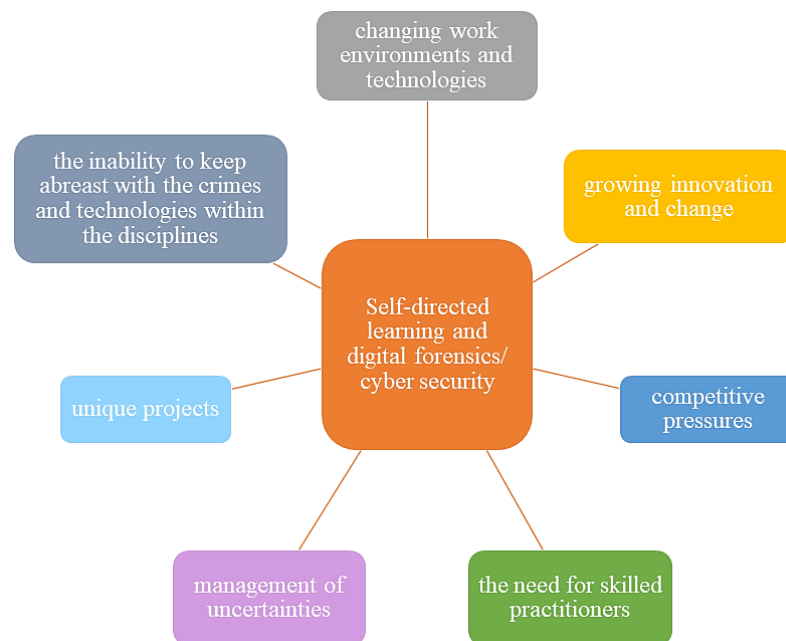 changing work
environments and
technologies
the inability to keep
abreast with the crimes
and technologies within
the disciplines
growing innovation
and change
Self-directed
learning and
digital forensics/
cyber security
unique projects
competitive
pressures
management of
uncertainties
the need for skilled
practitioners